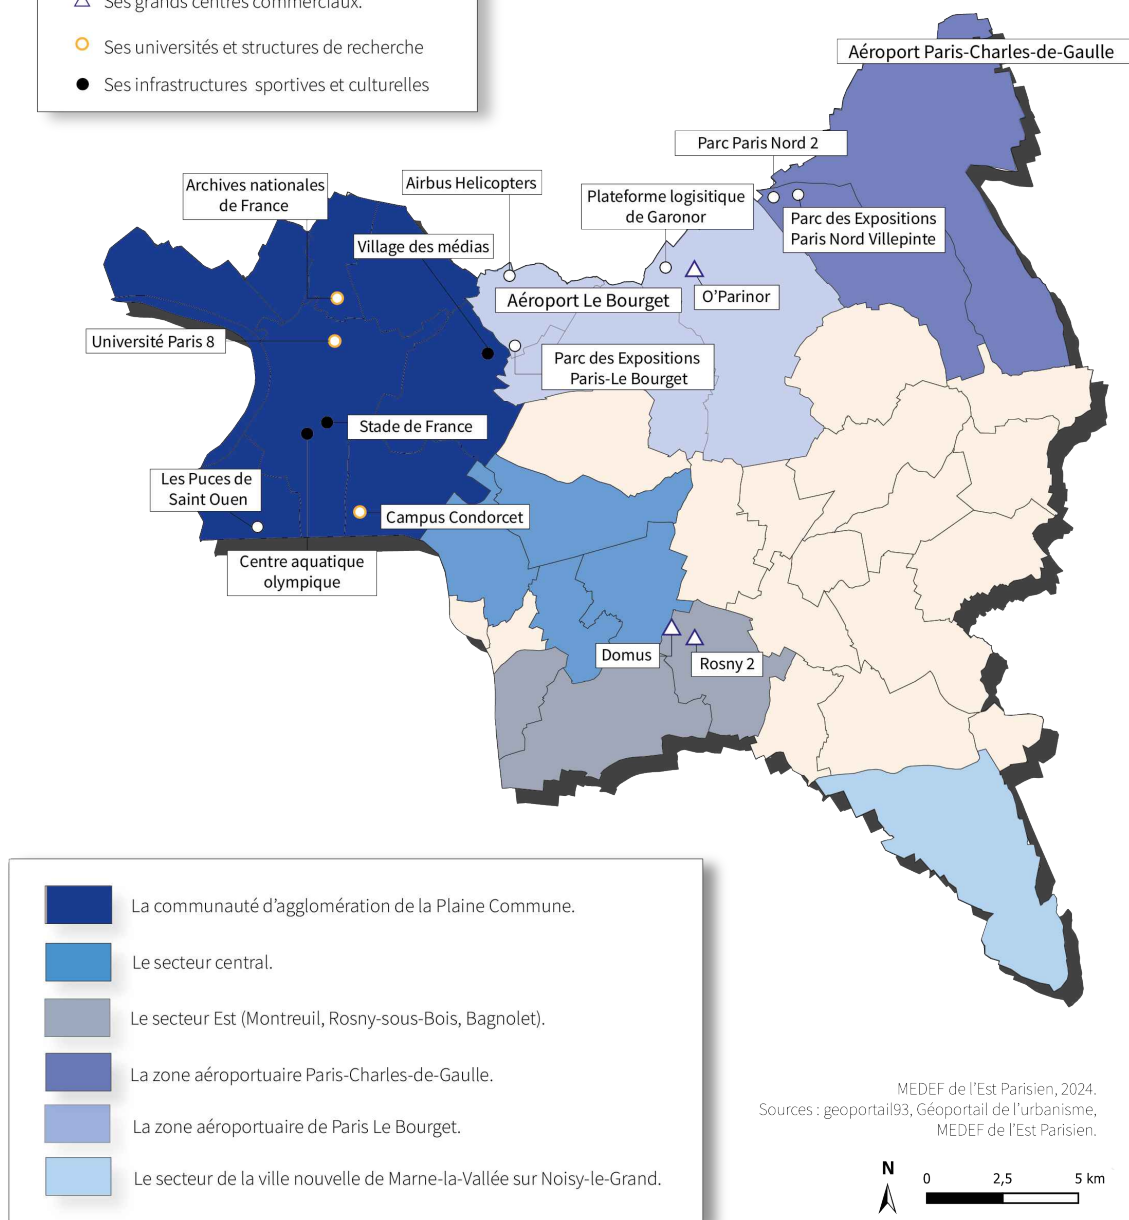 Ses grands centres commerciaux.
Ses universités et structures de recherche
Ses infrastructures sportives et culturelles
Aéroport Paris-Charles-de-Gaulle
Parc Paris Nord 2
Archives nationales
de France
Airbus Helicopters
Plateforme logisitique
de Garonor
Parc des Expositions
Paris Nord Villepinte
Village des médias
Aéroport Le Bourget
O'Parinor
Université Paris 8
Parc des Expositions
Paris-Le Bourget
Stade de France
Les Puces de
Saint Ouen
Campus Condorcet
Centre aquatique
olympique
Domus
Rosny 2
La communauté d'agglomération de la Plaine Commune.
Le secteur central.
Le secteur Est (Montreuil, Rosny-sous-Bois, Bagnolet).
La zone aéroportuaire Paris-Charles-de-Gaulle.
La zone aéroportuaire de Paris Le Bourget.
Le secteur de la ville nouvelle de Marne-la-Vallée sur Noisy-le-Grand.
MEDEF de l'Est Parisien, 2024.
Sources : geoportail93, Géoportail de l'urbanisme,
MEDEF de l'Est Parisien.
N
0 2,5 5 km